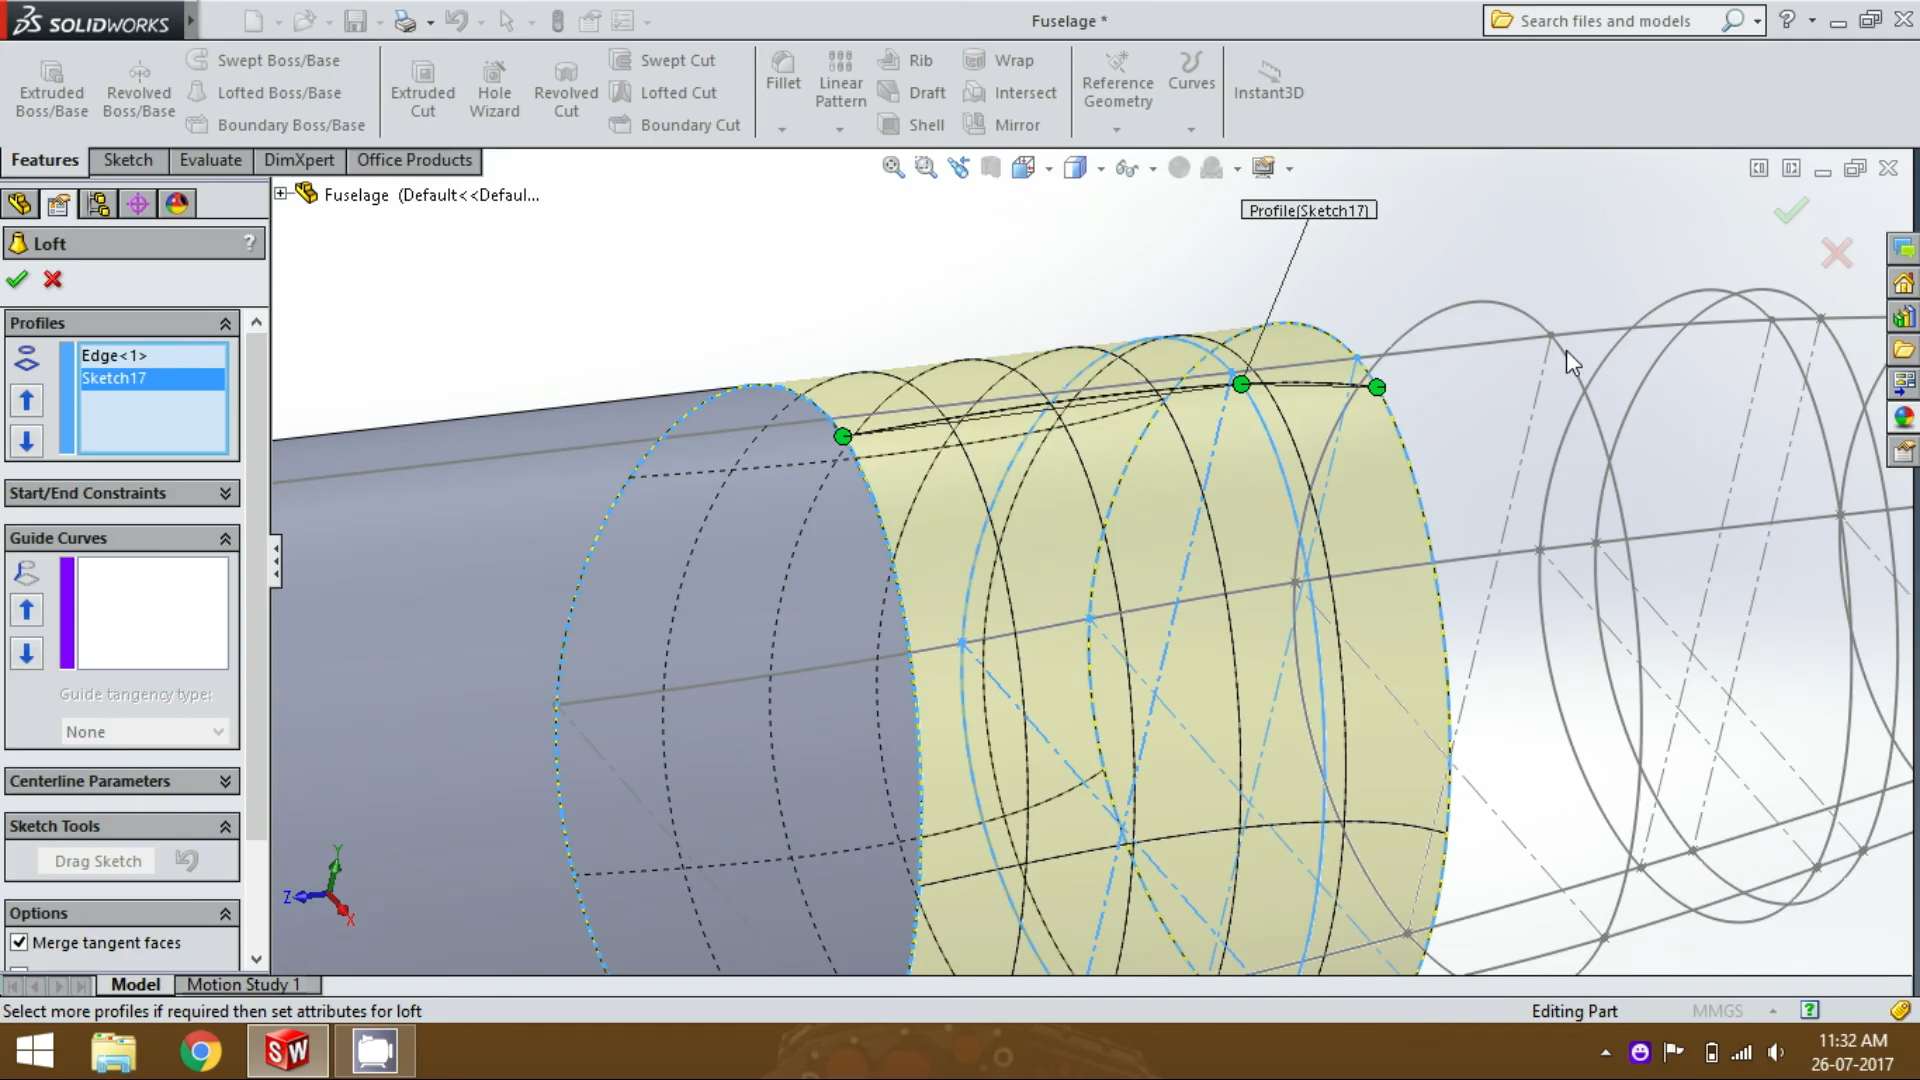 SOLIDWORKS
Fuselage *
Search files and models
Extruded Boss/Base
Revolved Boss/Base
Swept Boss/Base
Lofted Boss/Base
Boundary Boss/Base
Extruded Cut
Hole Wizard
Revolved Cut
Swept Cut
Lofted Cut
Boundary Cut
Fillet
Linear Pattern
Rib
Draft
Shell
Wrap
Intersect
Mirror
Reference Geometry
Curves
Instant3D
Features
Sketch
Evaluate
DimXpert
Office Products
Fuselage (Default<<Defaul...
Profile(Sketch17)
Loft
?
Profiles
Edge<1>
Sketch17
Start/End Constraints
Guide Curves
Guide tangency type:
None
Centerline Parameters
Sketch Tools
Drag Sketch
Options
Merge tangent faces
Y
Z
X
Model
Motion Study 1
Select more profiles if required then set attributes for loft
Editing Part
MMGS
SW
11:32 AM
26-07-2017